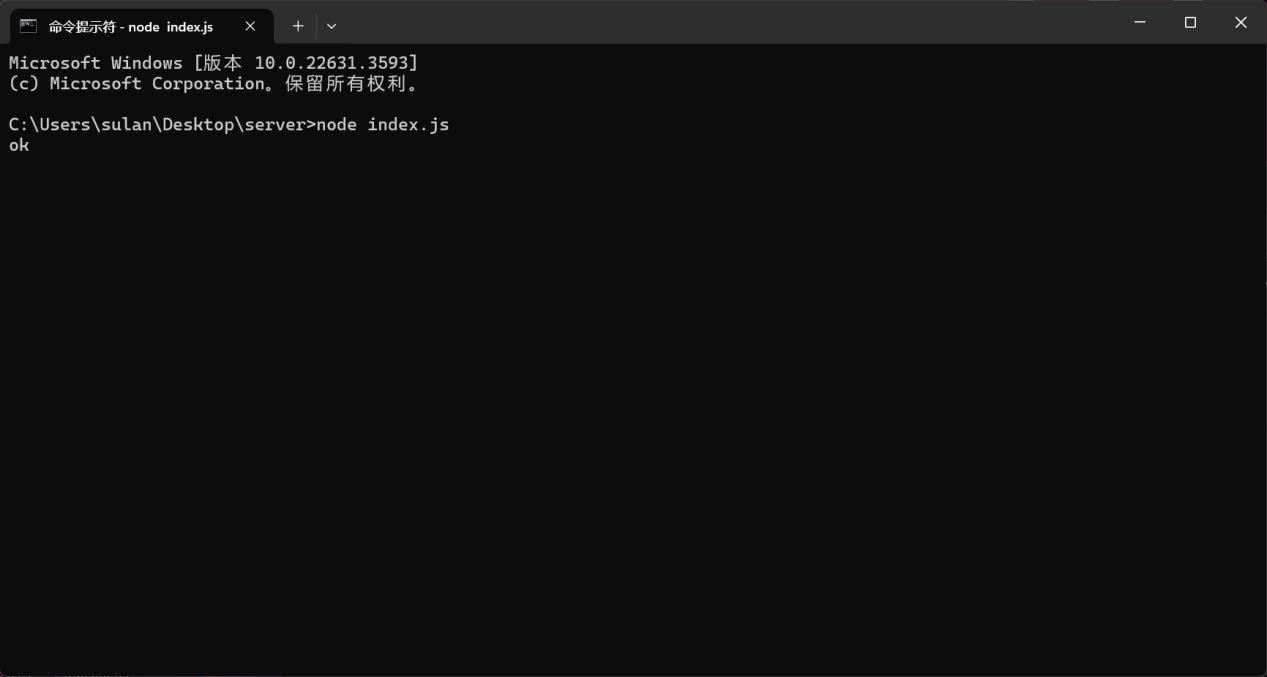 命令提示符 - node  index.js
Microsoft Windows [版本 10.0.22631.3593]
(c) Microsoft Corporation。保留所有权利。
C:\Users\sulan\Desktop\server>node index.js
ok